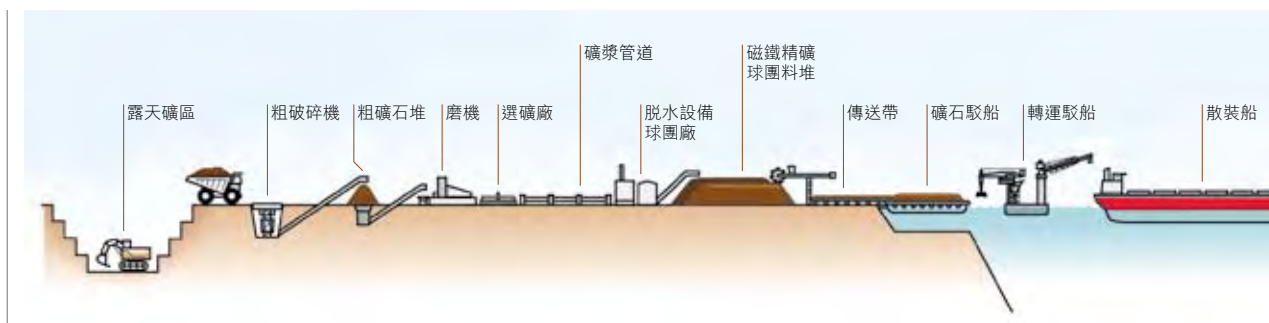 露天礦區
粗破碎機
粗礦石堆
磨機
選礦廠
礦漿管道
脱水設備
球團廠
磁鐵精礦
球團料堆
傳送帶
礦石駁船
轉運駁船
散裝船